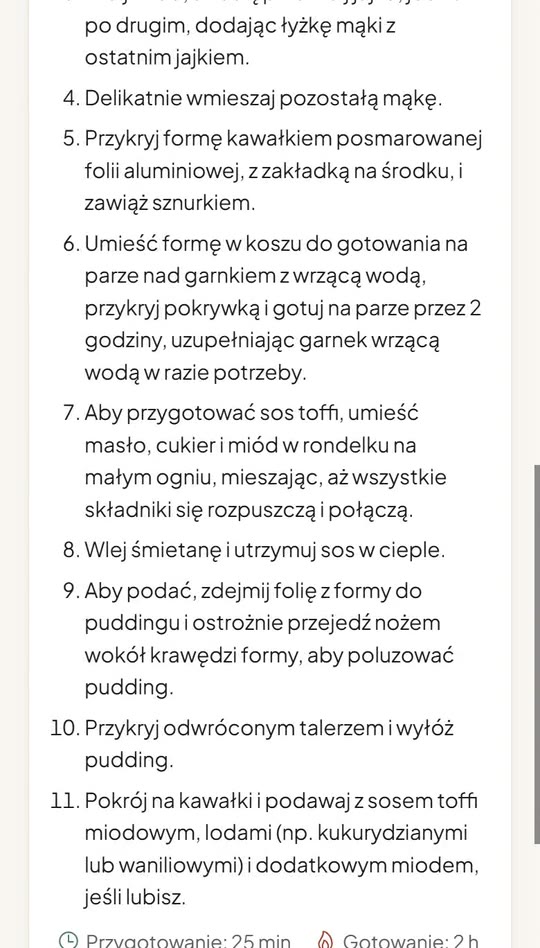 po drugim, dodając łyżkę mąki z
ostatnim jajkiem.
4. Delikatnie wmieszaj pozostałą mąkę.
5. Przykryj formę kawałkiem posmarowanej
folii aluminiowej, z zakładką na środku, i
zawiąż sznurkiem.
6. Umieść formę w koszu do gotowania na
parze nad garnkiem z wrzącą wodą,
przykryj pokrywką i gotuj na parze przez 2
godziny, uzupełniając garnek wrzącą
wodą w razie potrzeby.
7. Aby przygotować sos toffi, umieść
masło, cukier i miód w rondelku na
małym ogniu, mieszając, aż wszystkie
składniki się rozpuszczą i połączą.
8. Wlej śmietanę i utrzymuj sos w cieple.
9. Aby podać, zdejmij folię z formy do
puddingu i ostrożnie przejedź nożem
wokół krawędzi formy, aby poluzować
pudding.
10. Przykryj odwróconym talerzem i wyłóż
pudding.
11. Pokrój na kawałki i podawaj z sosem toffi
miodowym, lodami (np. kukurydzianymi
lub waniliowymi) i dodatkowym miodem,
jeśli lubisz.
Przygotowanie: 25 min Gotowanie: 2 h